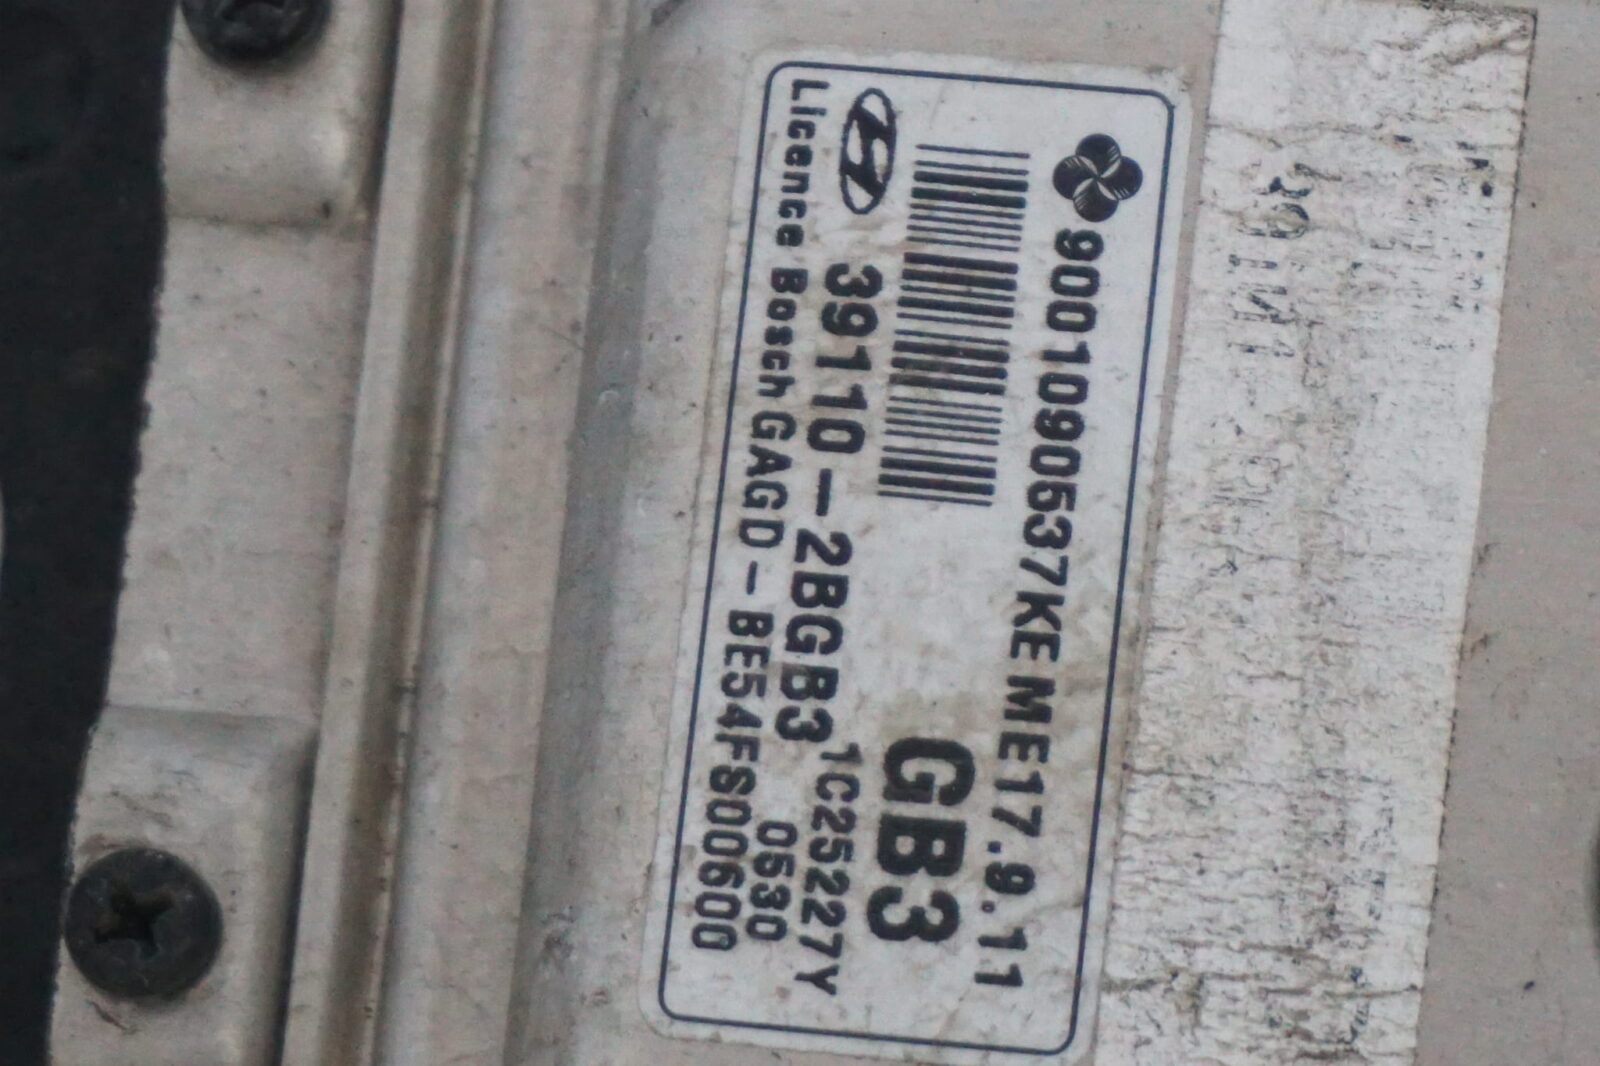 9001090537KE ME17.9.11
GB3
39110-2BGB3 1C25227Y
0530
Licence Bosch GAGD-BE54FS00600